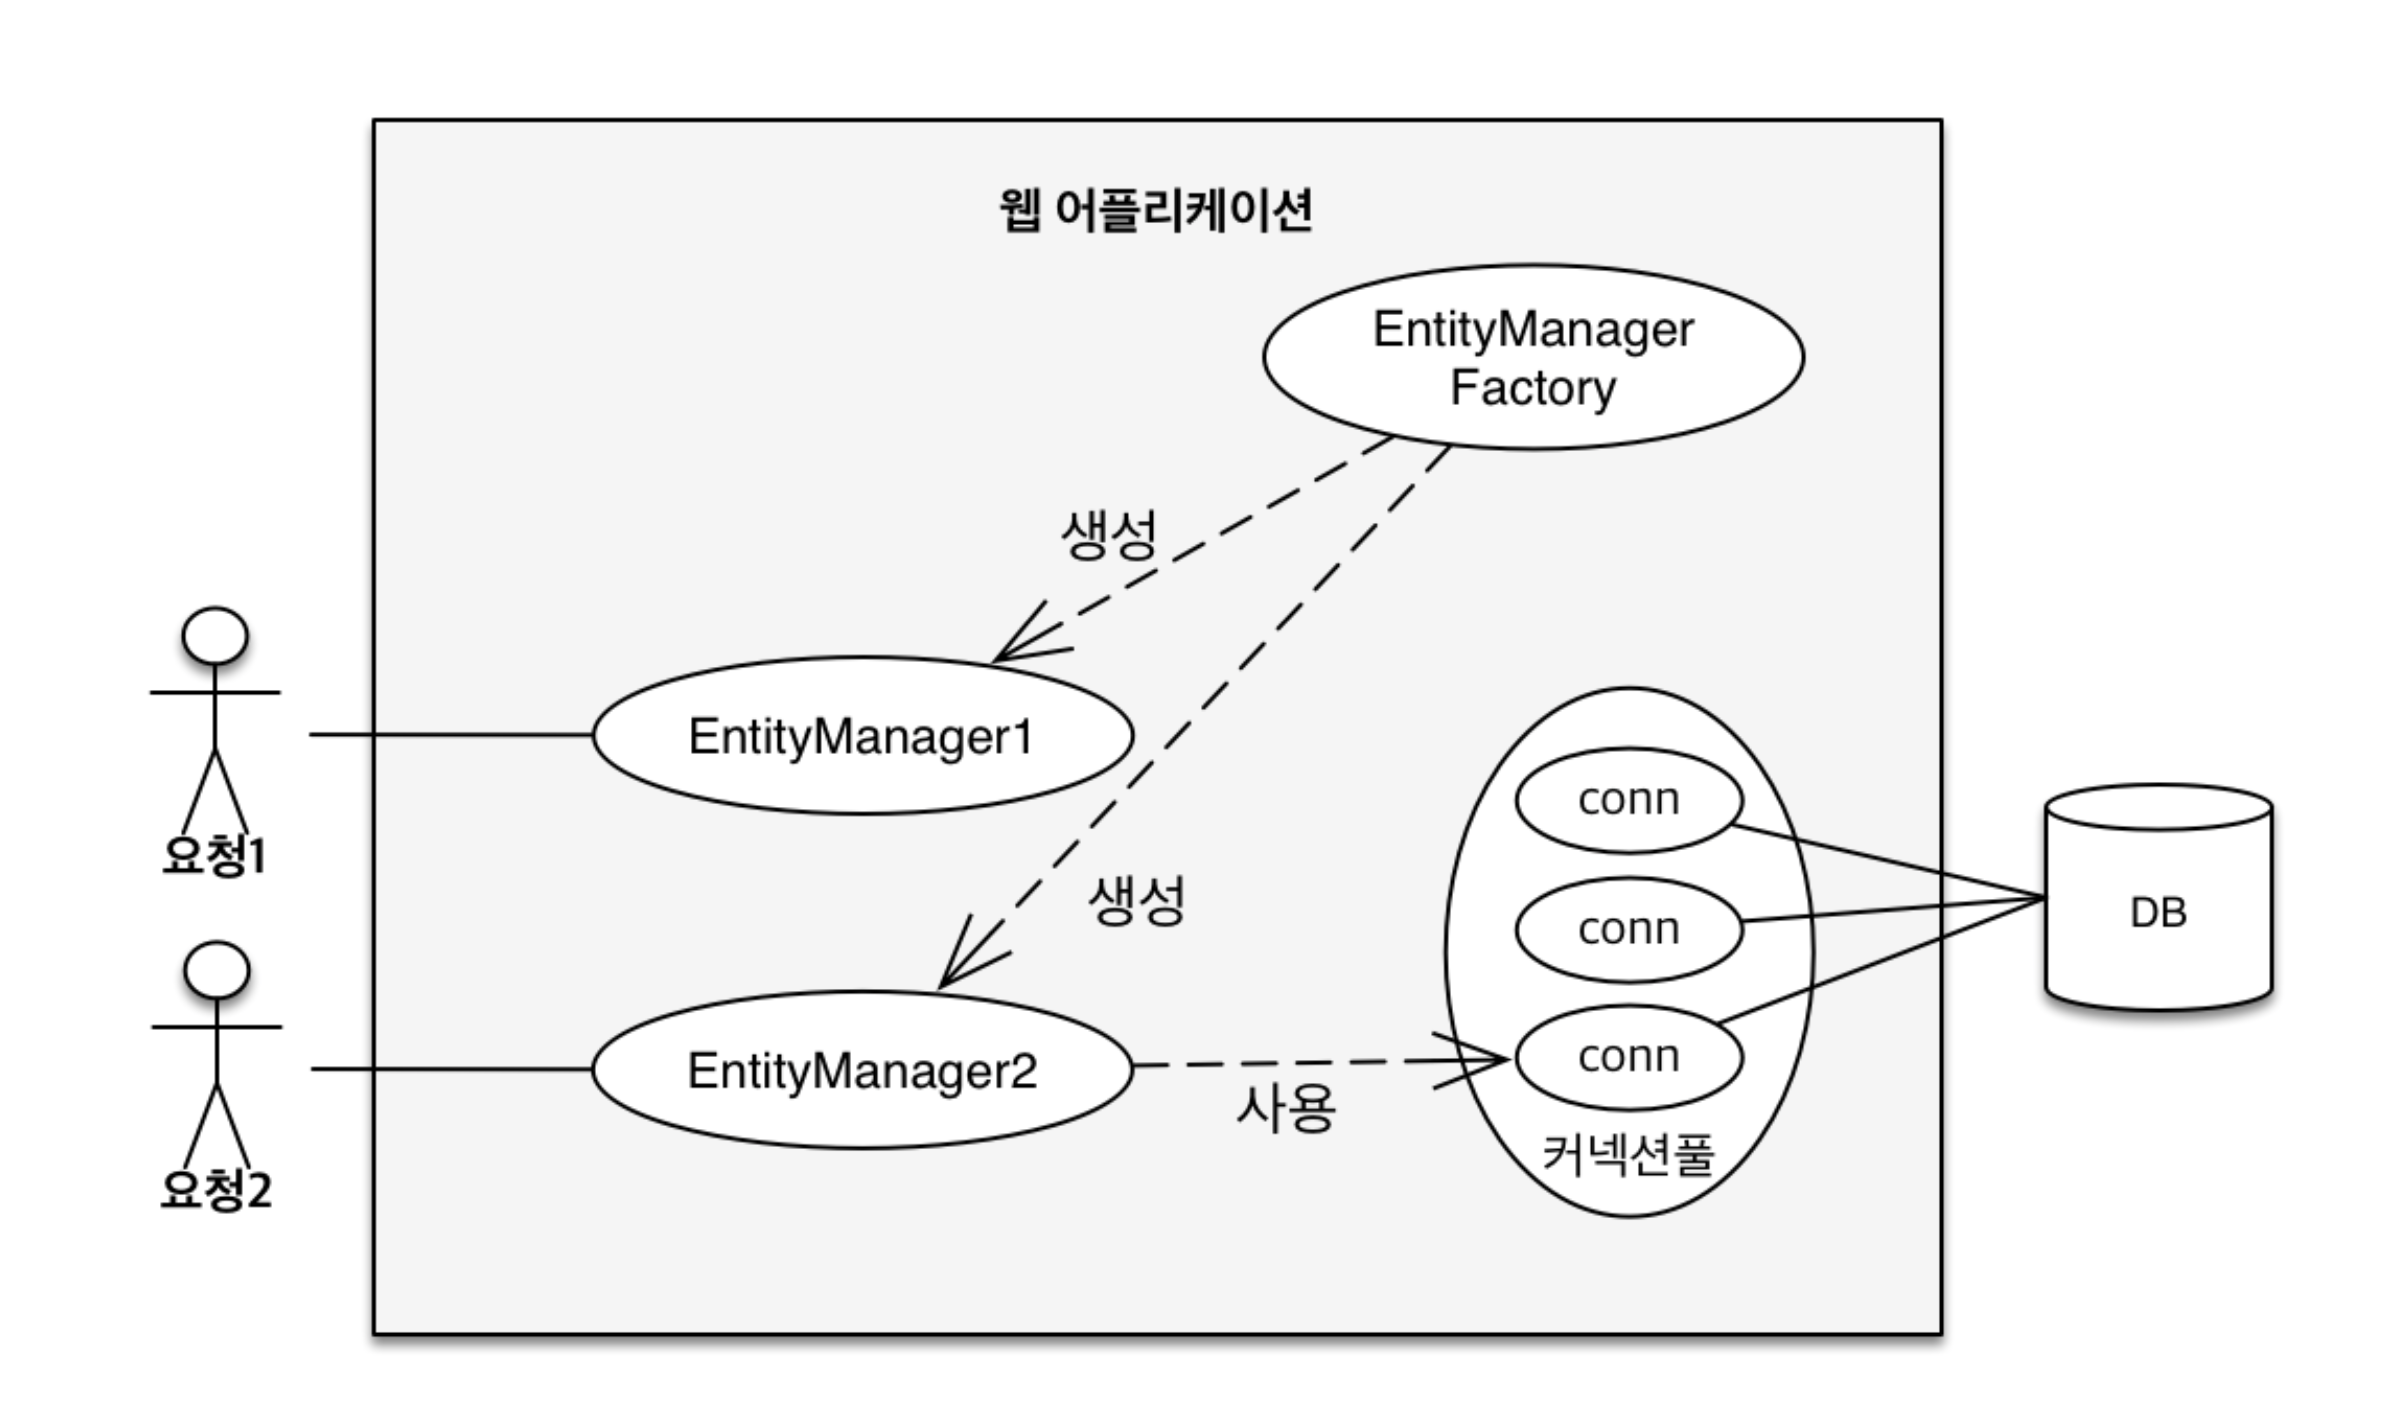 웹 어플리케이션
EntityManager
Factory
생성
EntityManager1
요청1
conn
conn
conn
커넥션풀
DB
생성
EntityManager2
사용
요청2